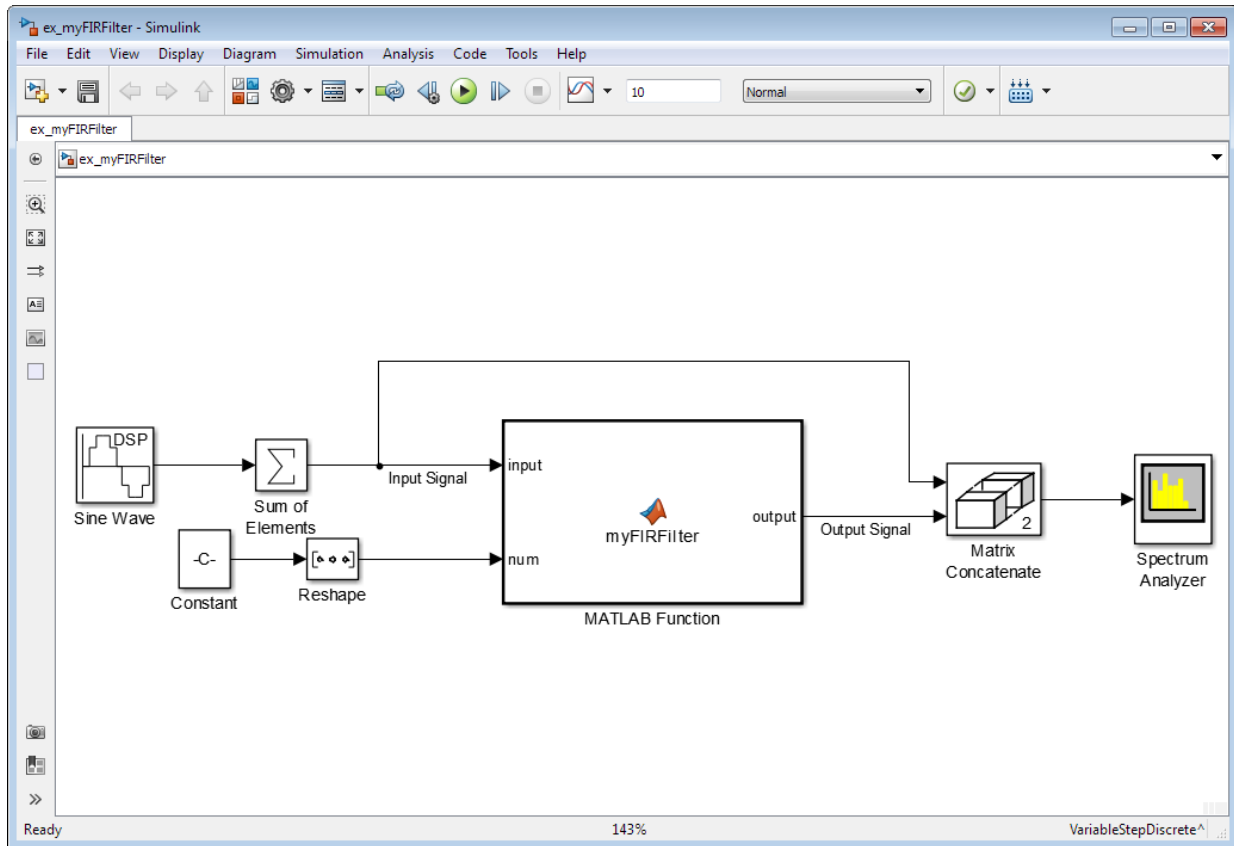 ex_myFIRFilter - Simulink
File Edit View Display Diagram Simulation Analysis Code Tools Help
10 Normal
ex_myFIRFilter
ex_myFIRFilter
DSP
Sine Wave
Sum of
Elements
Input Signal
input
num
myFIRFilter
output
MATLAB Function
-C-
Constant
Reshape
Output Signal
2
Matrix
Concatenate
Spectrum
Analyzer
Ready 143% VariableStepDiscrete^